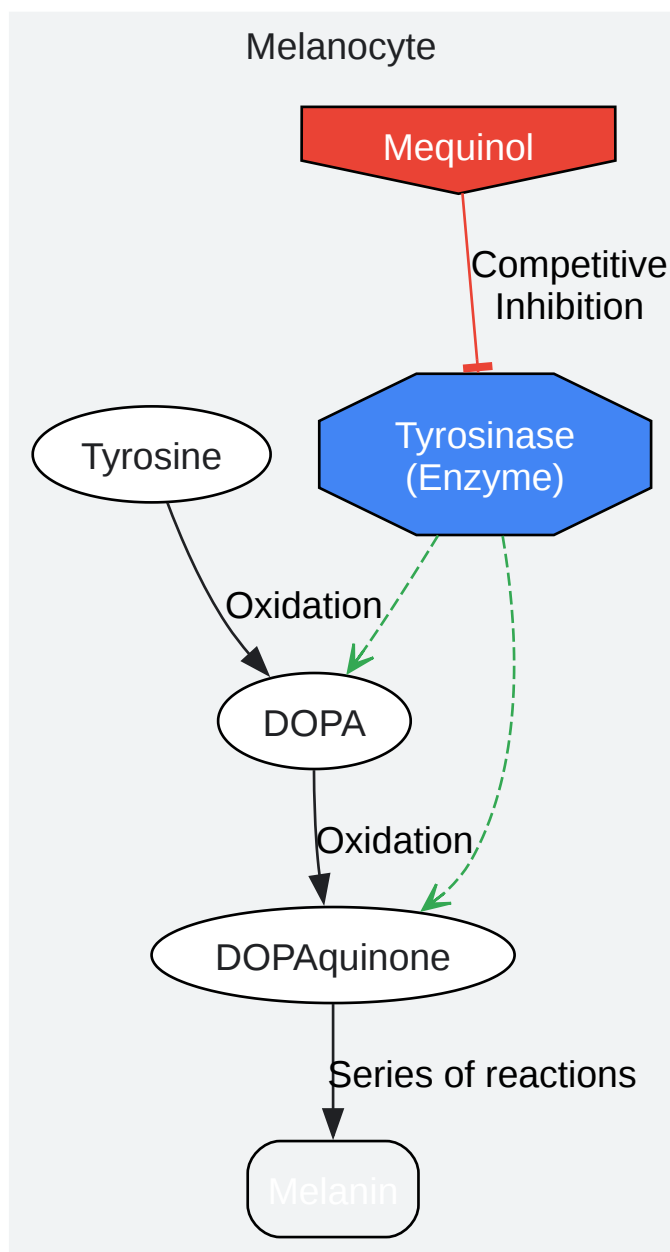 Melanocyte
Mequinol
Competitive
Inhibition
Tyrosine
Tyrosinase
(Enzyme)
Oxidation
DOPA
Oxidation
DOPAquinone
Series of reactions
Melanin